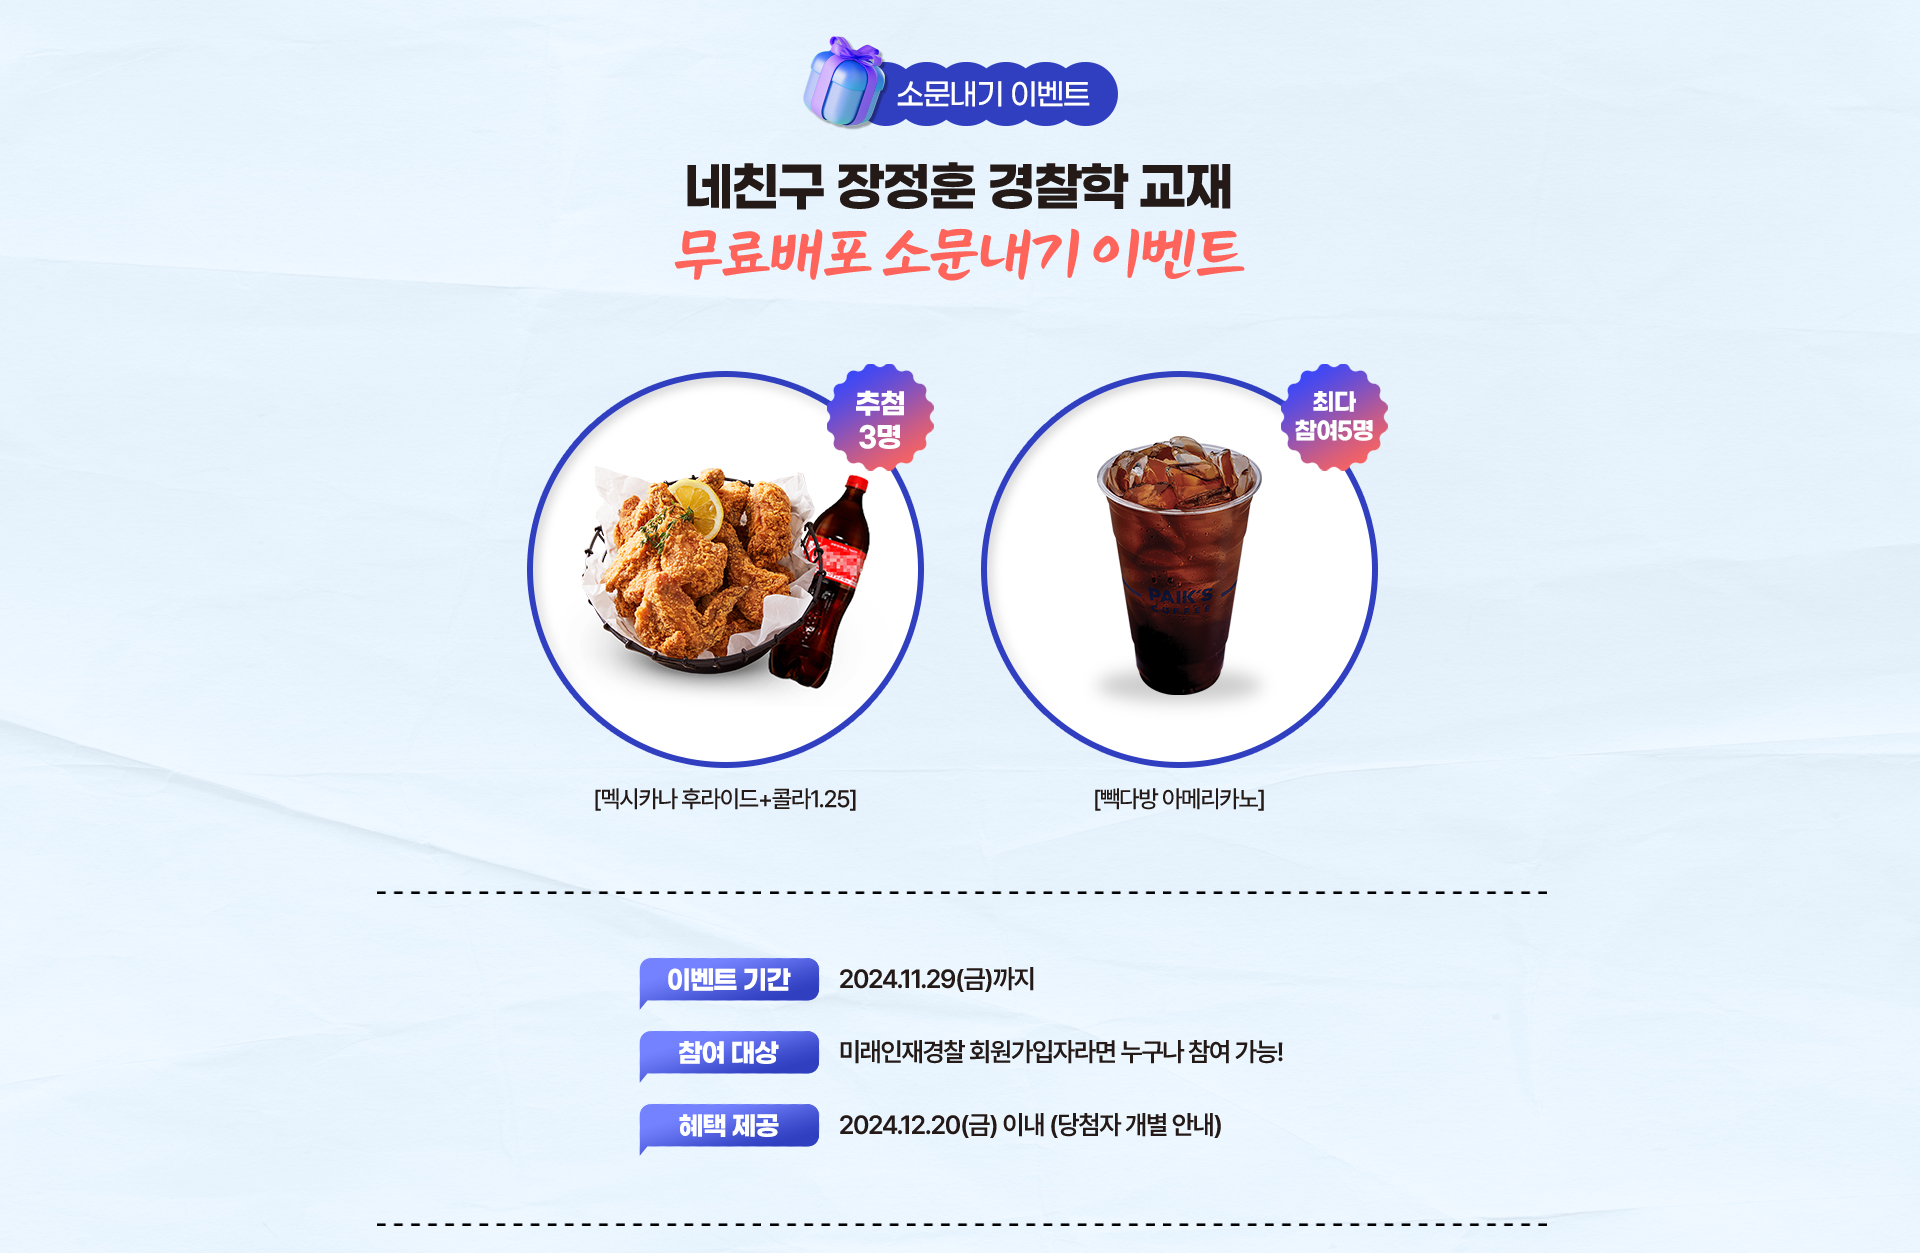 소문내기 이벤트
네친구 장정훈 경찰학 교재
무료배포 소문내기 이벤트
추첨
3명
최다
참여5명
PAIK'S
COFFEE
[멕시카나 후라이드+콜라1.25]
[빽다방 아메리카노]
이벤트 기간
2024.11.29(금)까지
참여 대상
미래인재경찰 회원가입자라면 누구나 참여 가능!
혜택 제공
2024.12.20(금) 이내 (당첨자 개별 안내)